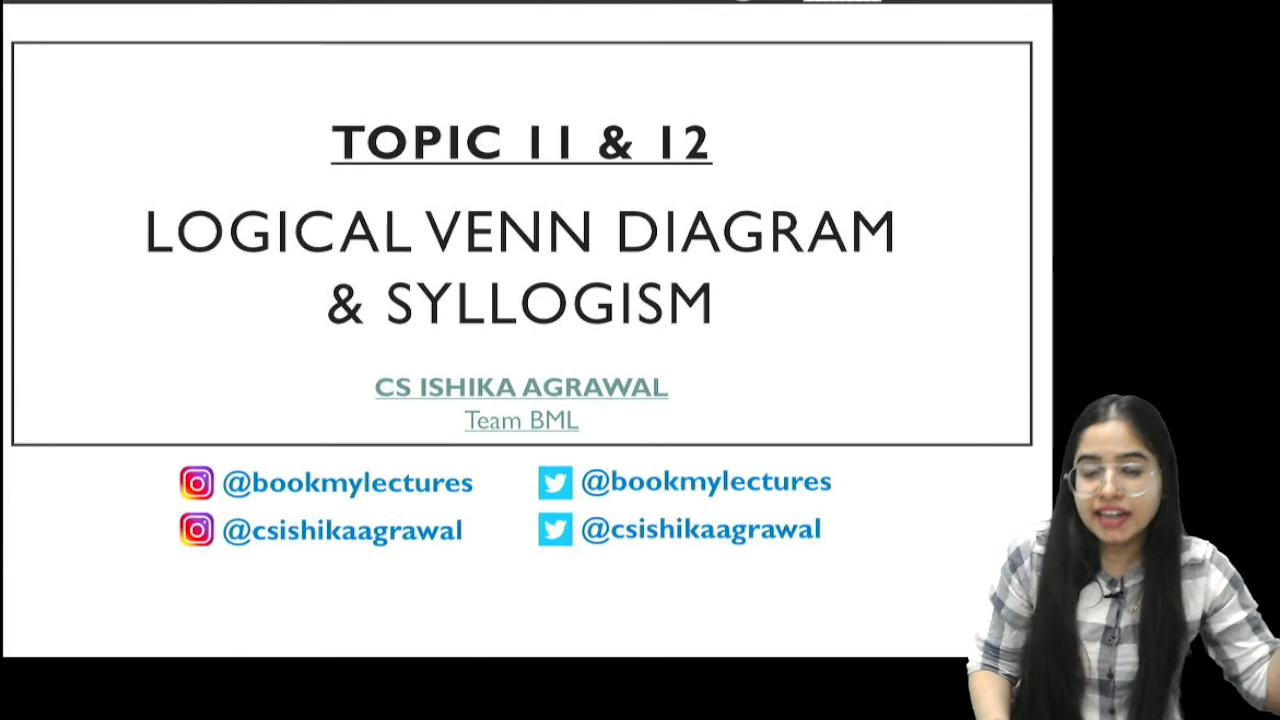 TOPIC 11 & 12
LOGICAL VENN DIAGRAM
& SYLLOGISM
CS ISHIKA AGRAWAL
Team BML
@bookmylectures @bookmylectures
@csishikaagrawal @csishikaagrawal